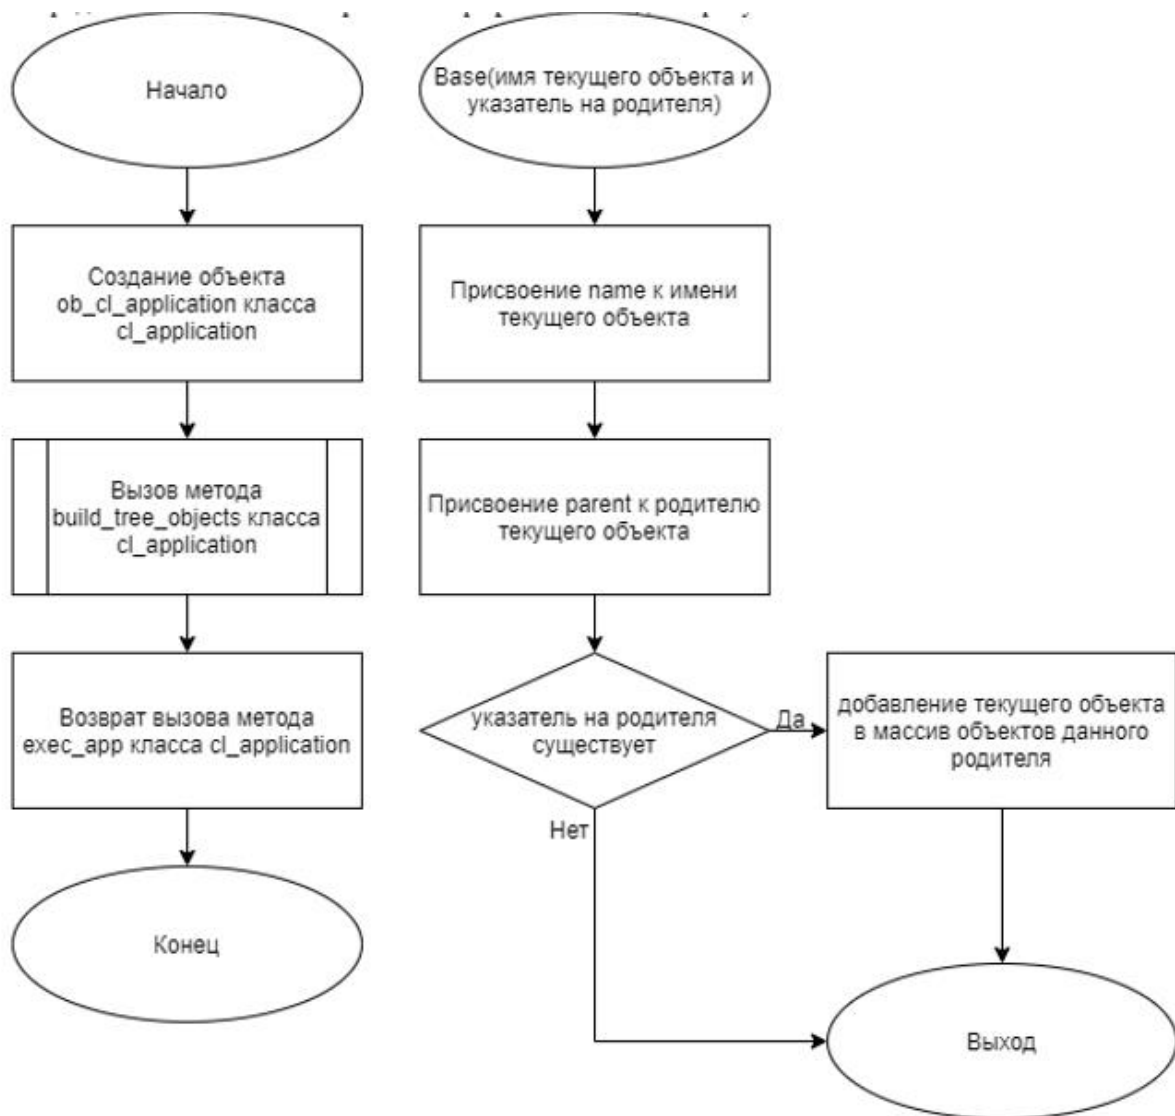 Начало
Создание объекта
ob_cl_application класса
cl_application
Вызов метода
build_tree_objects класса
cl_application
Возврат вызова метода
exec_app класса cl_application
Конец
Base(имя текущего объекта и
указатель на родителя)
Присвоение name к имени
текущего объекта
Присвоение parent к родителю
текущего объекта
указатель на родителя
существует
Да
Нет
добавление текущего объекта
в массив объектов данного
родителя
Выход